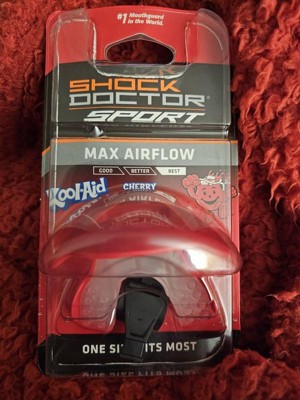 #1 Mouthguard
in the World.
SHOCK
DOCTOR
SPORT
MAX AIRFLOW
GOOD BETTER BEST
Kool-Aid
CHERRY
ONE SIZE FITS MOST